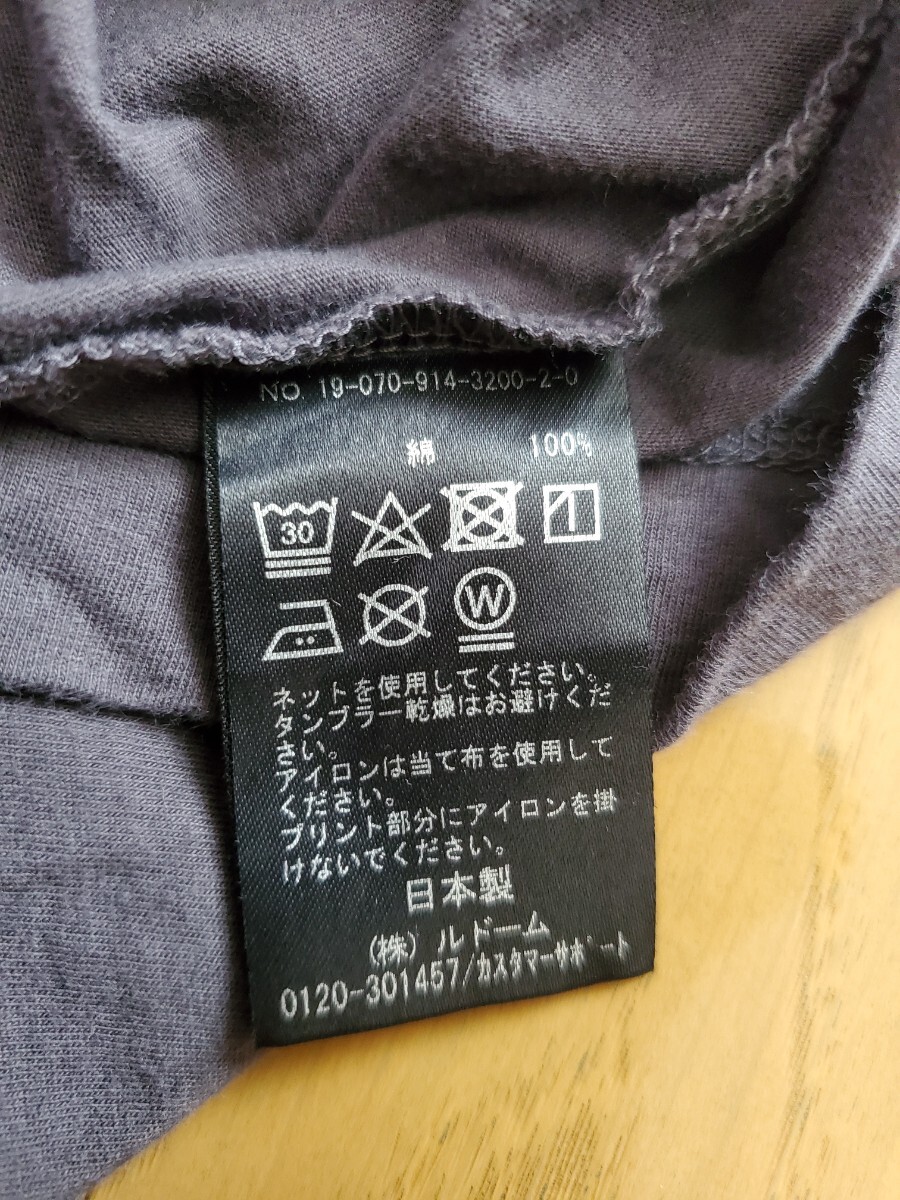 No 19-070-914-3200-2-0
綿 100%
30
W
ネットを使用してください。
タンブラー乾燥はお避けくだ
さい。
アイロンは当て布を使用して
ください。
プリント部分にアイロンを掛
けないでください。
日本製
(株) ルドーム
0120-301457/カスタマーサポート